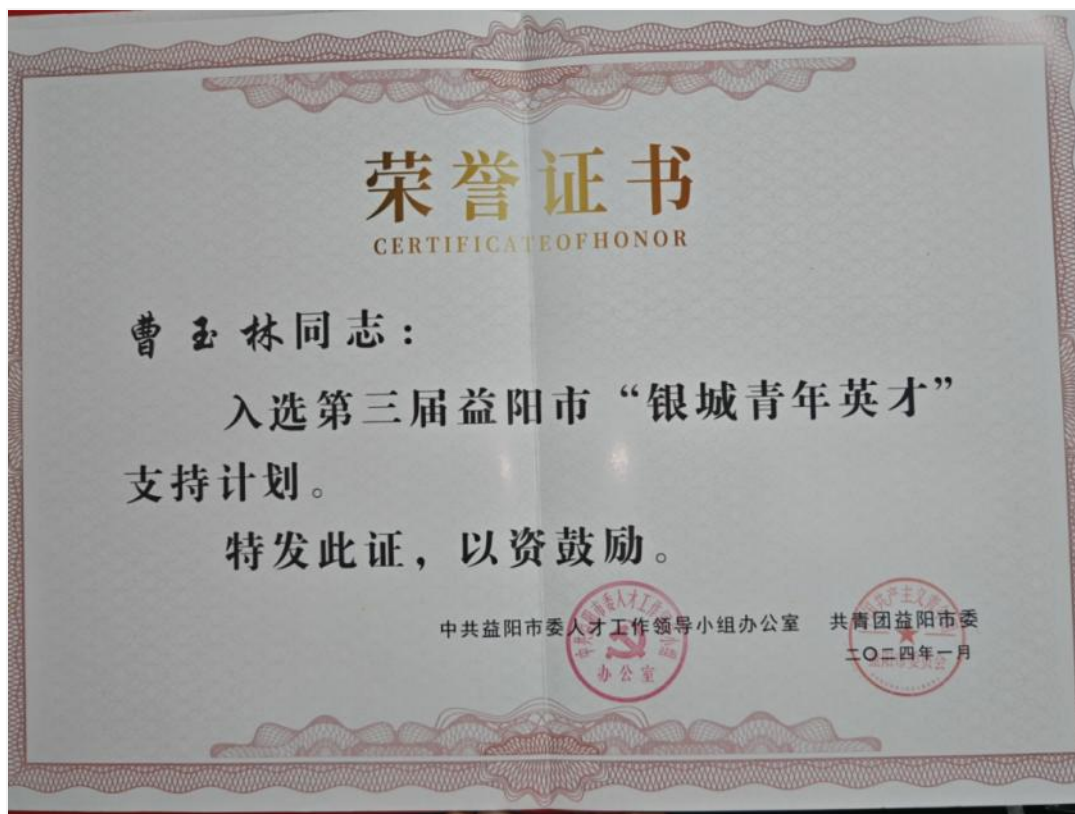 荣誉证书
CERTIFICATEOFHONOR
曹玉林同志：
入选第三届益阳市“银城青年英才”
支持计划。
特发此证，以资鼓励。
中共益阳市委人才工作领导小组办公室 共青团益阳市委
二〇二四年一月
办公室